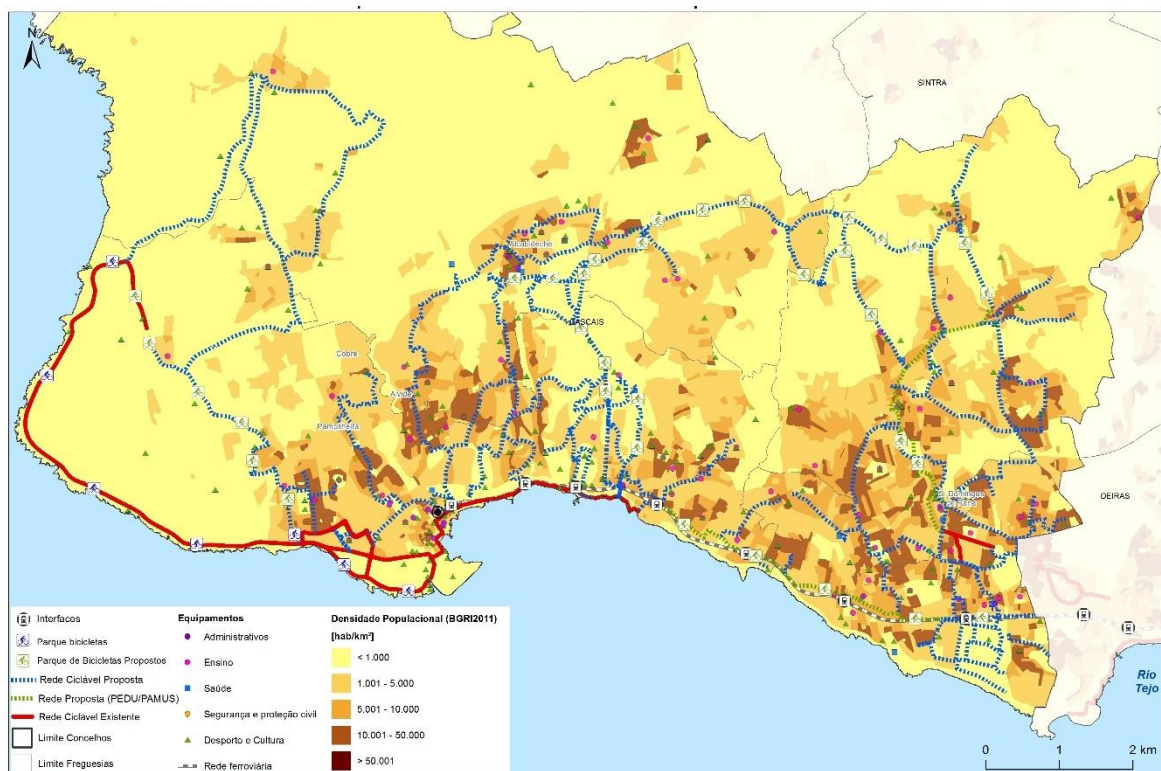 N
SINTRA
Alcabideche
CASCAIS
Cobre
Alvide
Pampilheira
S. Domingos
de Rana
OEIRAS
Rio
Tejo
Interfaces
Parque bicicletas
Parque de Bicicletas Propostos
Rede Ciclável Proposta
Rede Proposta (PEDU/PAMUS)
Rede Ciclável Existente
Limite Concelhos
Limite Freguesias
Equipamentos
Administrativos
Ensino
Saúde
Segurança e proteção civil
Desporto e Cultura
Rede ferroviária
Densidade Populacional (BGRI2011)
[hab/km²]
< 1.000
1.001 - 5.000
5.001 - 10.000
10.001 - 50.000
> 50.001
0 1 2 km